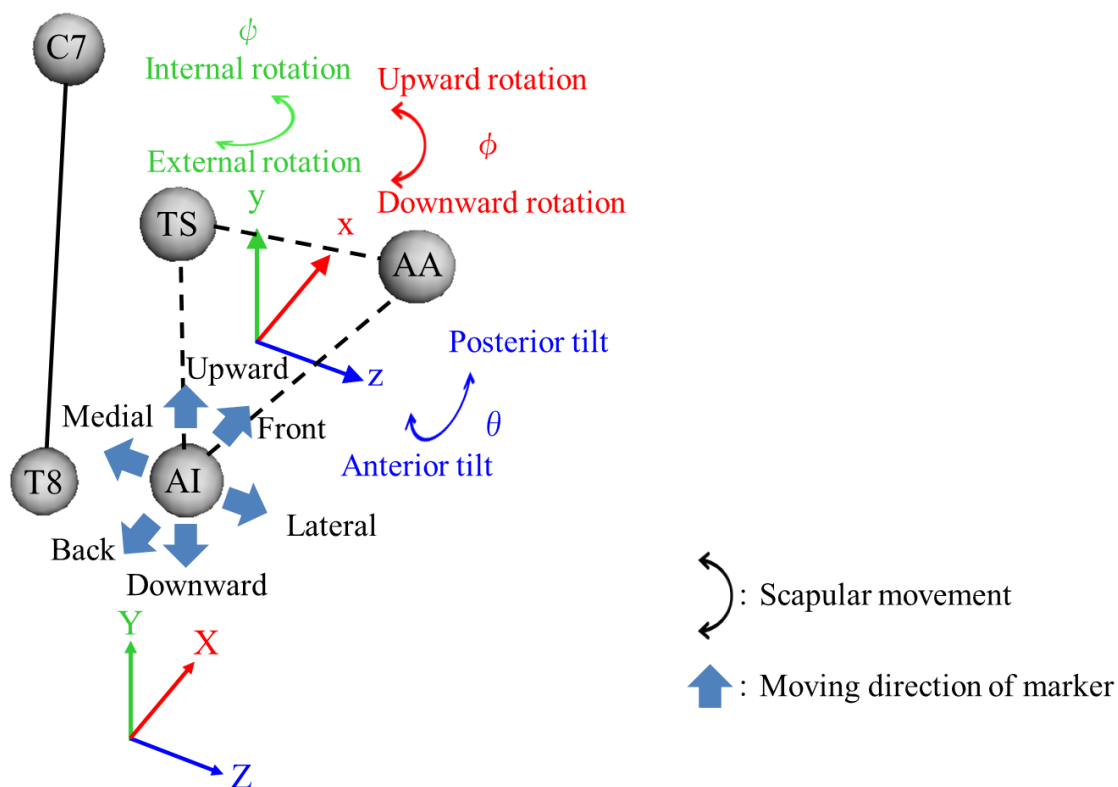 C7
ϕ
Internal rotation
Upward rotation
ϕ
External rotation
Downward rotation
y
TS
x
AA
Posterior tilt
Upward
z
Medial
Front
θ
Anterior tilt
T8
AI
Lateral
Back
Downward
: Scapular movement
Y
X
: Moving direction of marker
Z